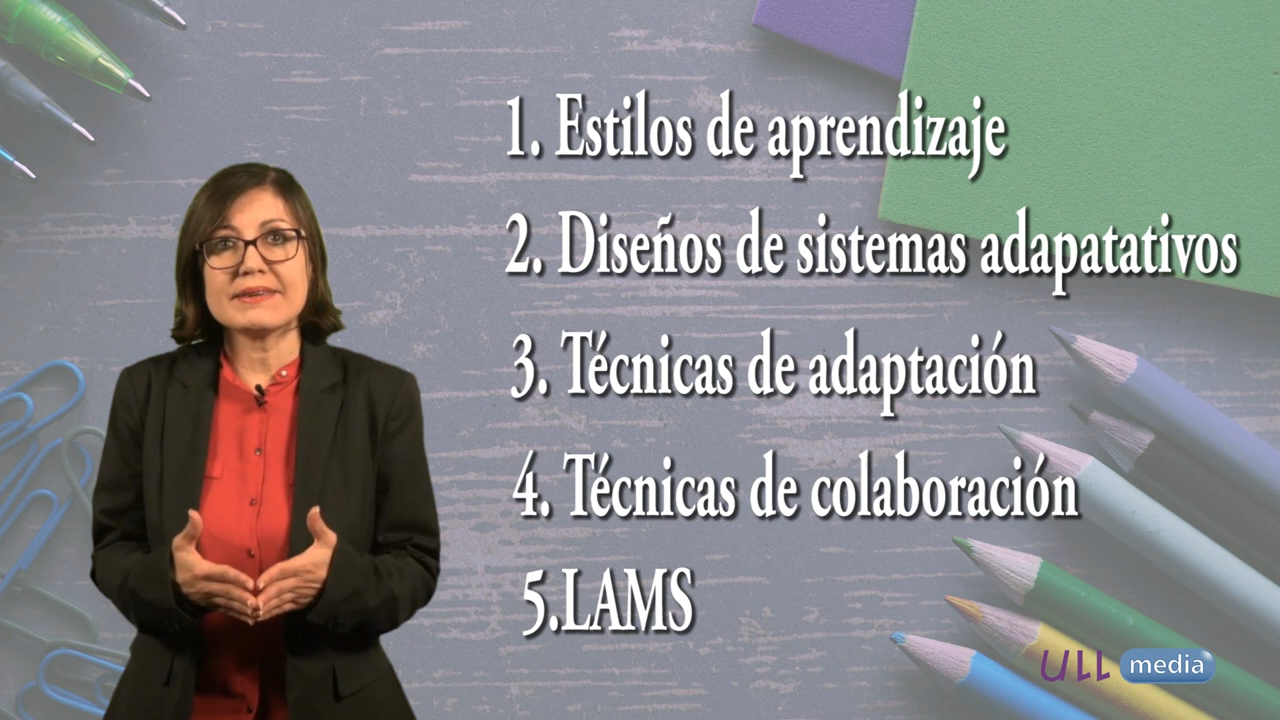 1. Estilos de aprendizaje
2. Diseños de sistemas adapatativos
3. Técnicas de adaptación
4. Técnicas de colaboración
5.LAMS
ULL media